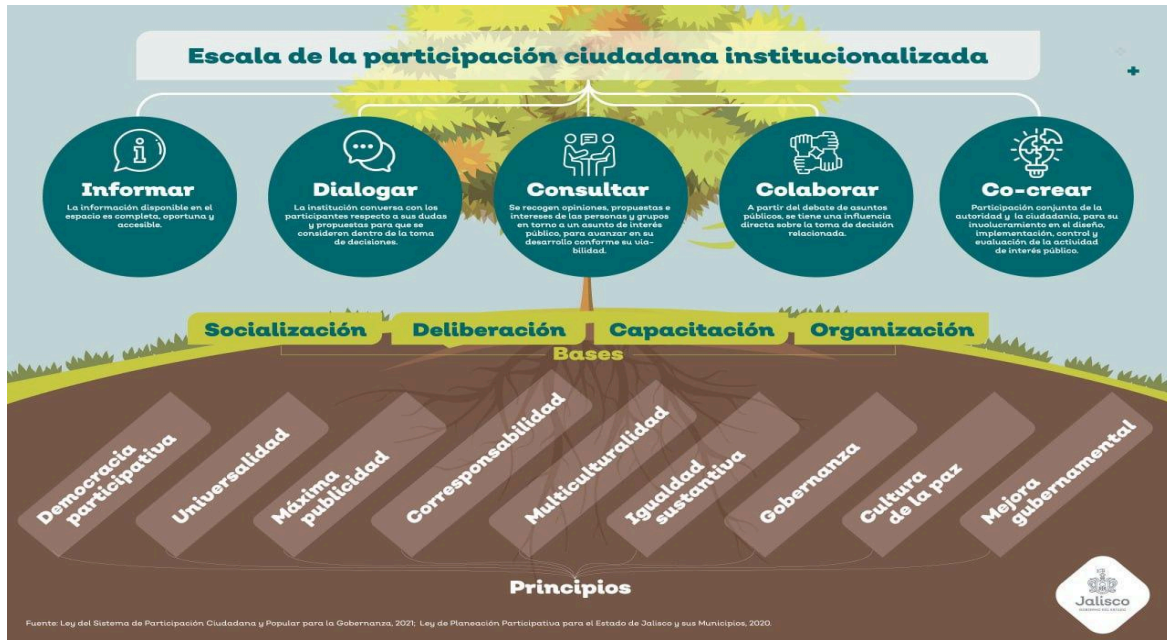 Escala de la participación ciudadana institucionalizada
Informar
La información disponible en el
espacio es completa, oportuna y
accesible.
Dialogar
La institución conversa con los
participantes respecto a sus dudas
y propuestas para que se
consideren dentro de la toma
de decisiones.
Consultar
Se recogen opiniones, propuestas e
intereses de las personas y grupos
en torno a un asunto de interés
público, para avanzar en su
desarrollo conforme su via-
bilidad.
Colaborar
A partir del debate de asuntos
públicos, se tiene una influencia
directa sobre la toma de decisión
relacionada.
Co-crear
Participación conjunta de la
autoridad y la ciudadanía, para su
involucramiento en el diseño,
implementación, control y
evaluación de la actividad
de interés público.
Socialización
Deliberación
Capacitación
Organización
Bases
Democracia
participativa
Universalidad
Máxima
publicidad
Corresponsabilidad
Multiculturalidad
Igualdad
sustantiva
Gobernanza
Cultura
de la paz
Mejora
gubernamental
Principios
Jalisco
GOBIERNO DEL ESTADO
Fuente: Ley del Sistema de Participación Ciudadana y Popular para la Gobernanza, 2021; Ley de Planeación Participativa para el Estado de Jalisco y sus Municipios, 2020.